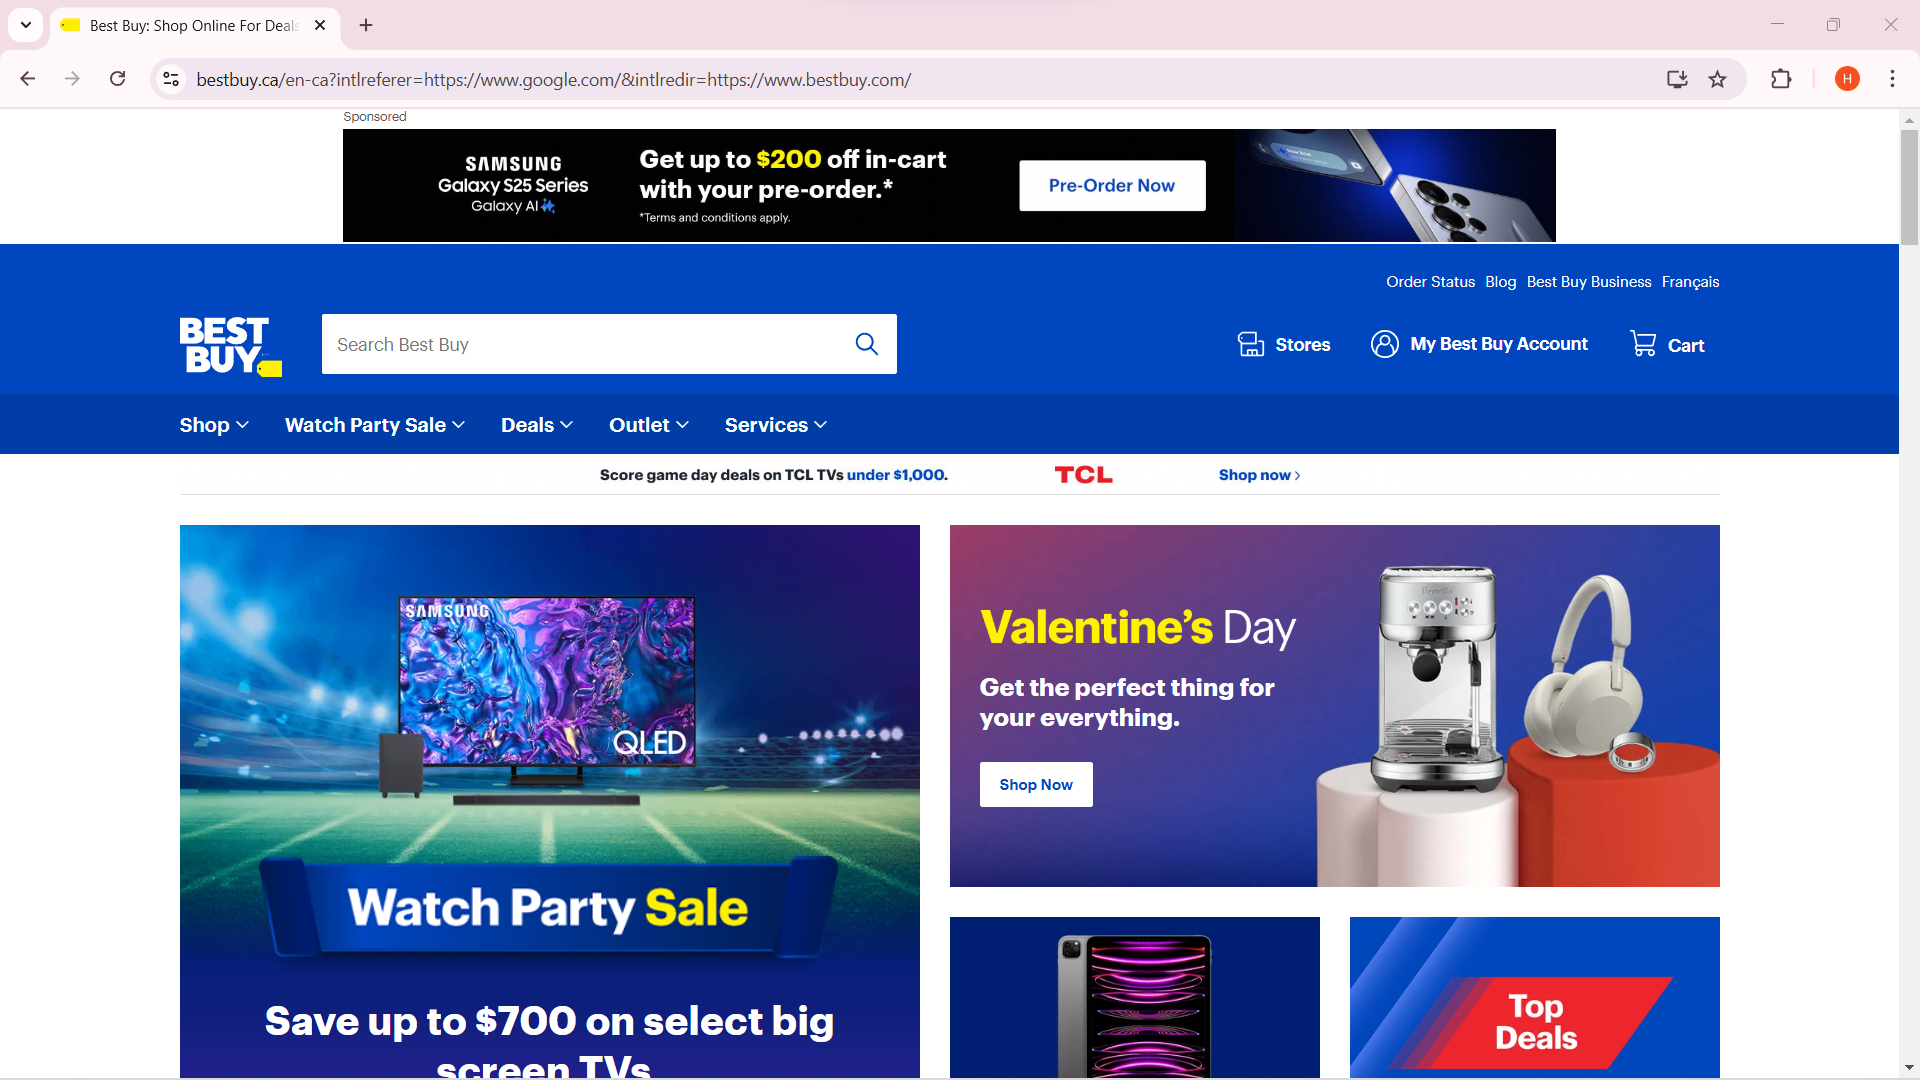 Best Buy: Shop Online For Deals
bestbuy.ca/en-ca?intlreferer=https://www.google.com/&intlredir=https://www.bestbuy.com/
H
Sponsored
SAMSUNG
Galaxy S25 Series
Galaxy AI
Get up to $200 off in-cart
with your pre-order.*
*Terms and conditions apply.
Pre-Order Now
Order Status Blog Best Buy Business Français
BEST
BUY
Search Best Buy
Stores
My Best Buy Account
Cart
Shop Watch Party Sale Deals Outlet Services
Score game day deals on TCL TVs under $1,000.
TCL
Shop now
SAMSUNG
QLED
Watch Party Sale
Save up to $700 on select big
screen TVs
Valentine's Day
Get the perfect thing for
your everything.
Shop Now
Breville
Top
Deals